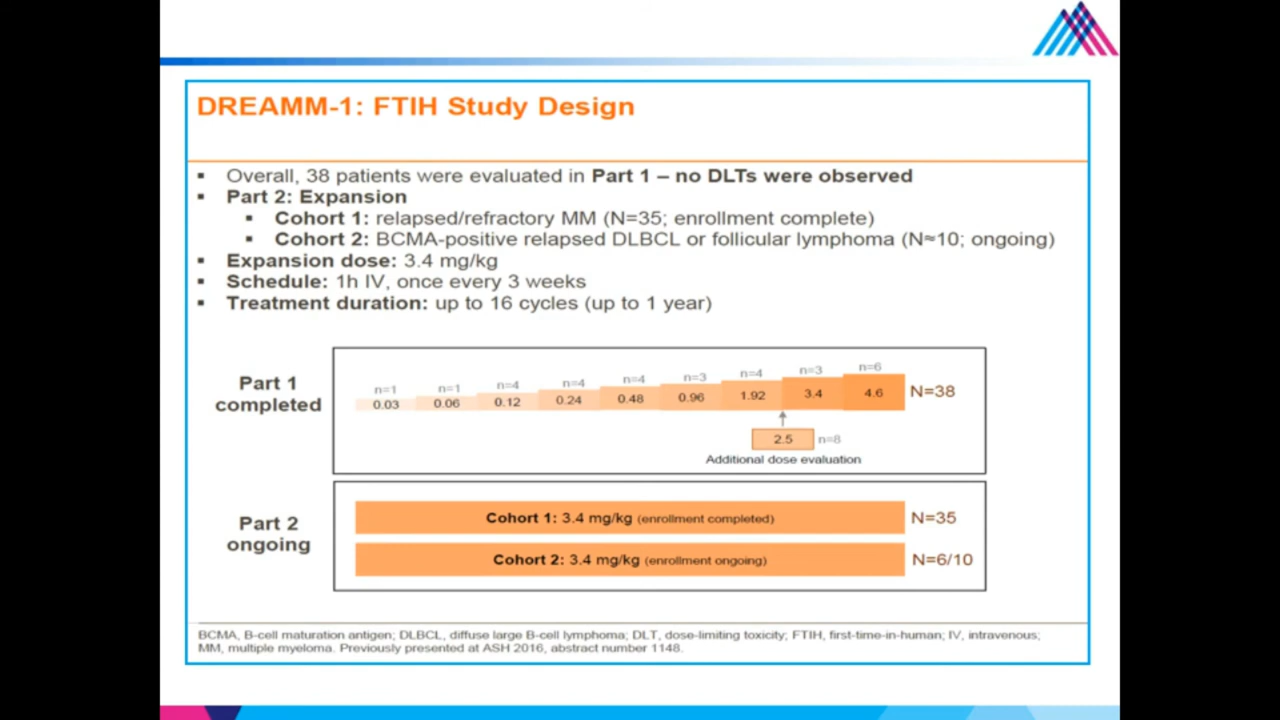 DREAMM-1: FTIH Study Design
▪ Overall, 38 patients were evaluated in Part 1 – no DLTs were observed
▪ Part 2: Expansion
▪ Cohort 1: relapsed/refractory MM (N=35; enrollment complete)
▪ Cohort 2: BCMA-positive relapsed DLBCL or follicular lymphoma (N≈10; ongoing)
▪ Expansion dose: 3.4 mg/kg
▪ Schedule: 1h IV, once every 3 weeks
▪ Treatment duration: up to 16 cycles (up to 1 year)
Part 1
completed
n=1 n=1 n=4 n=4 n=4 n=3 n=4 n=3 n=6
0.03 0.06 0.12 0.24 0.48 0.96 1.92 3.4 4.6 N=38
2.5 n=8
Additional dose evaluation
Part 2
ongoing
Cohort 1: 3.4 mg/kg (enrollment completed) N=35
Cohort 2: 3.4 mg/kg (enrollment ongoing) N=6/10
BCMA, B-cell maturation antigen; DLBCL, diffuse large B-cell lymphoma; DLT, dose-limiting toxicity; FTIH, first-time-in-human; IV, intravenous;
MM, multiple myeloma. Previously presented at ASH 2016, abstract number 1148.